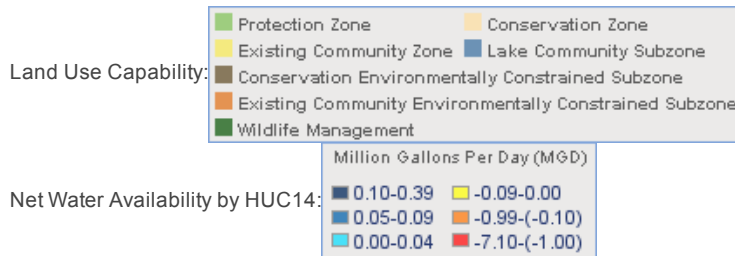 Protection Zone Conservation Zone
Existing Community Zone Lake Community Subzone
Land Use Capability:
Conservation Environmentally Constrained Subzone
Existing Community Environmentally Constrained Subzone
Wildlife Management
Million Gallons Per Day (MGD)
Net Water Availability by HUC14:
0.10-0.39 -0.09-0.00
0.05-0.09 -0.99-(-0.10)
0.00-0.04 -7.10-(-1.00)